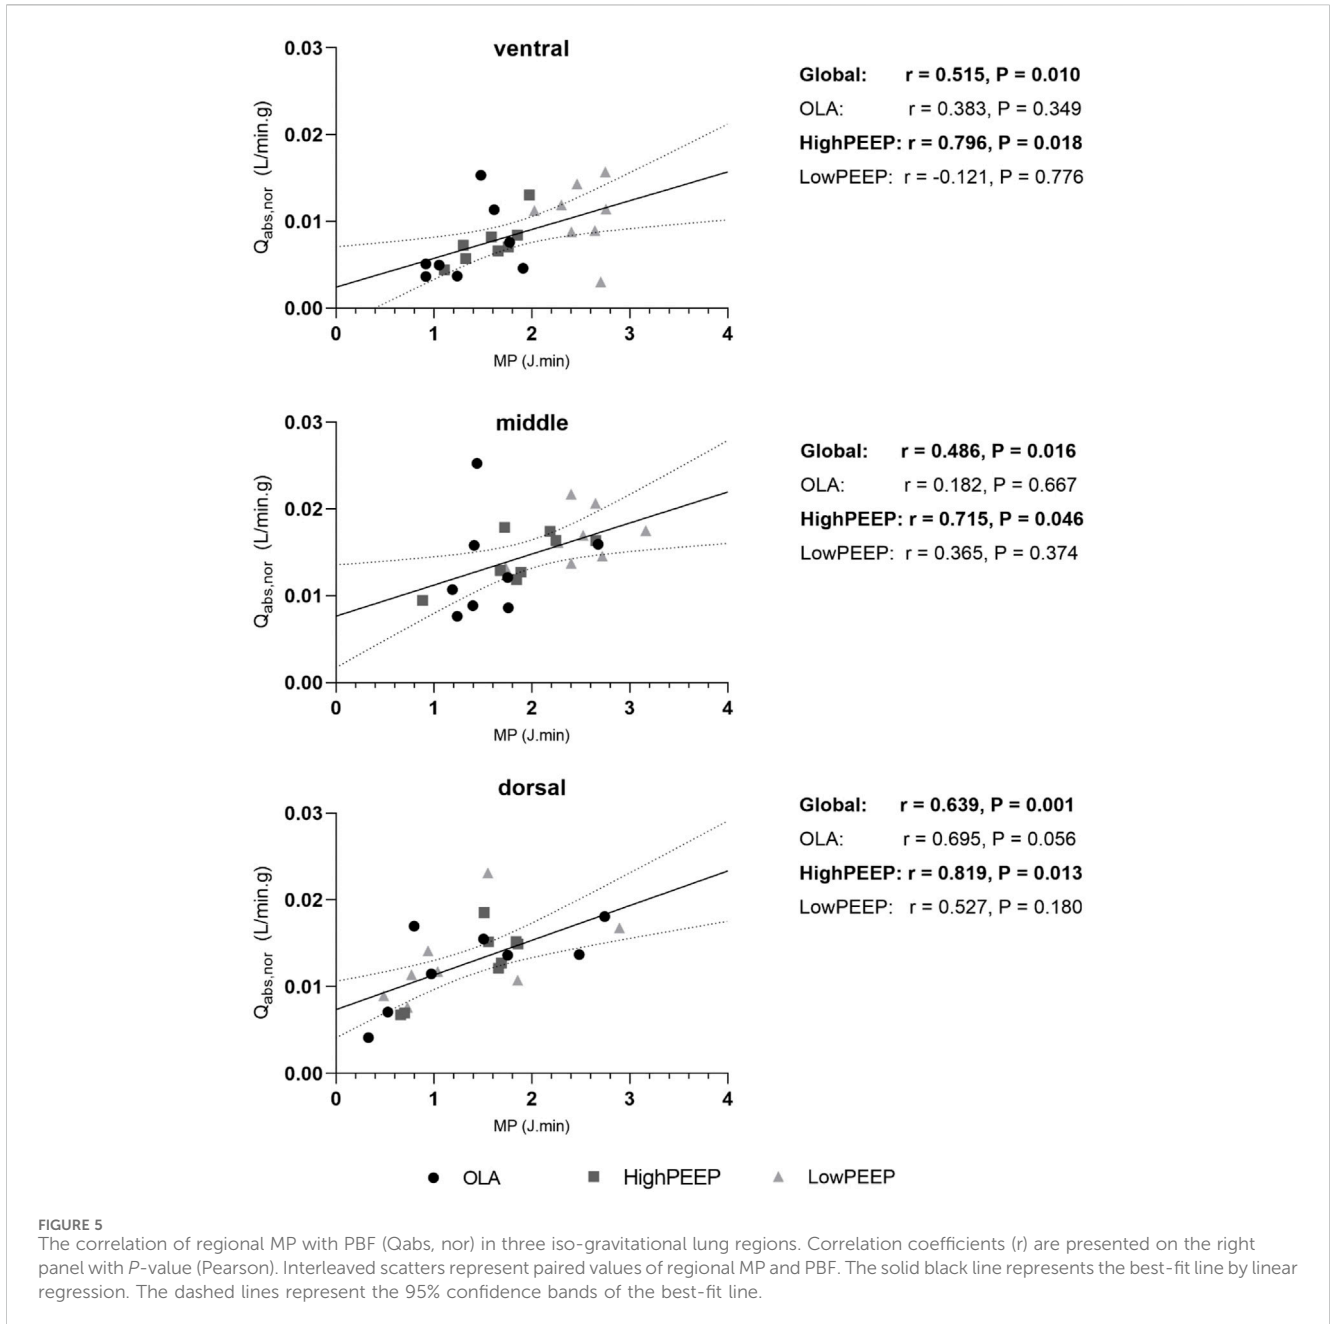 ventral
0.03
0.02
0.01
0.00
Qabs,nor (L/min.g)
0 1 2 3 4
MP (J.min)
Global: r = 0.515, P = 0.010
OLA: r = 0.383, P = 0.349
HighPEEP: r = 0.796, P = 0.018
LowPEEP: r = -0.121, P = 0.776
middle
0.03
0.02
0.01
0.00
Qabs,nor (L/min.g)
0 1 2 3 4
MP (J.min)
Global: r = 0.486, P = 0.016
OLA: r = 0.182, P = 0.667
HighPEEP: r = 0.715, P = 0.046
LowPEEP: r = 0.365, P = 0.374
dorsal
0.03
0.02
0.01
0.00
Qabs,nor (L/min.g)
0 1 2 3 4
MP (J.min)
Global: r = 0.639, P = 0.001
OLA: r = 0.695, P = 0.056
HighPEEP: r = 0.819, P = 0.013
LowPEEP: r = 0.527, P = 0.180
OLA HighPEEP LowPEEP
FIGURE 5
The correlation of regional MP with PBF (Qabs, nor) in three iso-gravitational lung regions. Correlation coefficients (r) are presented on the right
panel with P-value (Pearson). Interleaved scatters represent paired values of regional MP and PBF. The solid black line represents the best-fit line by linear
regression. The dashed lines represent the 95% confidence bands of the best-fit line.